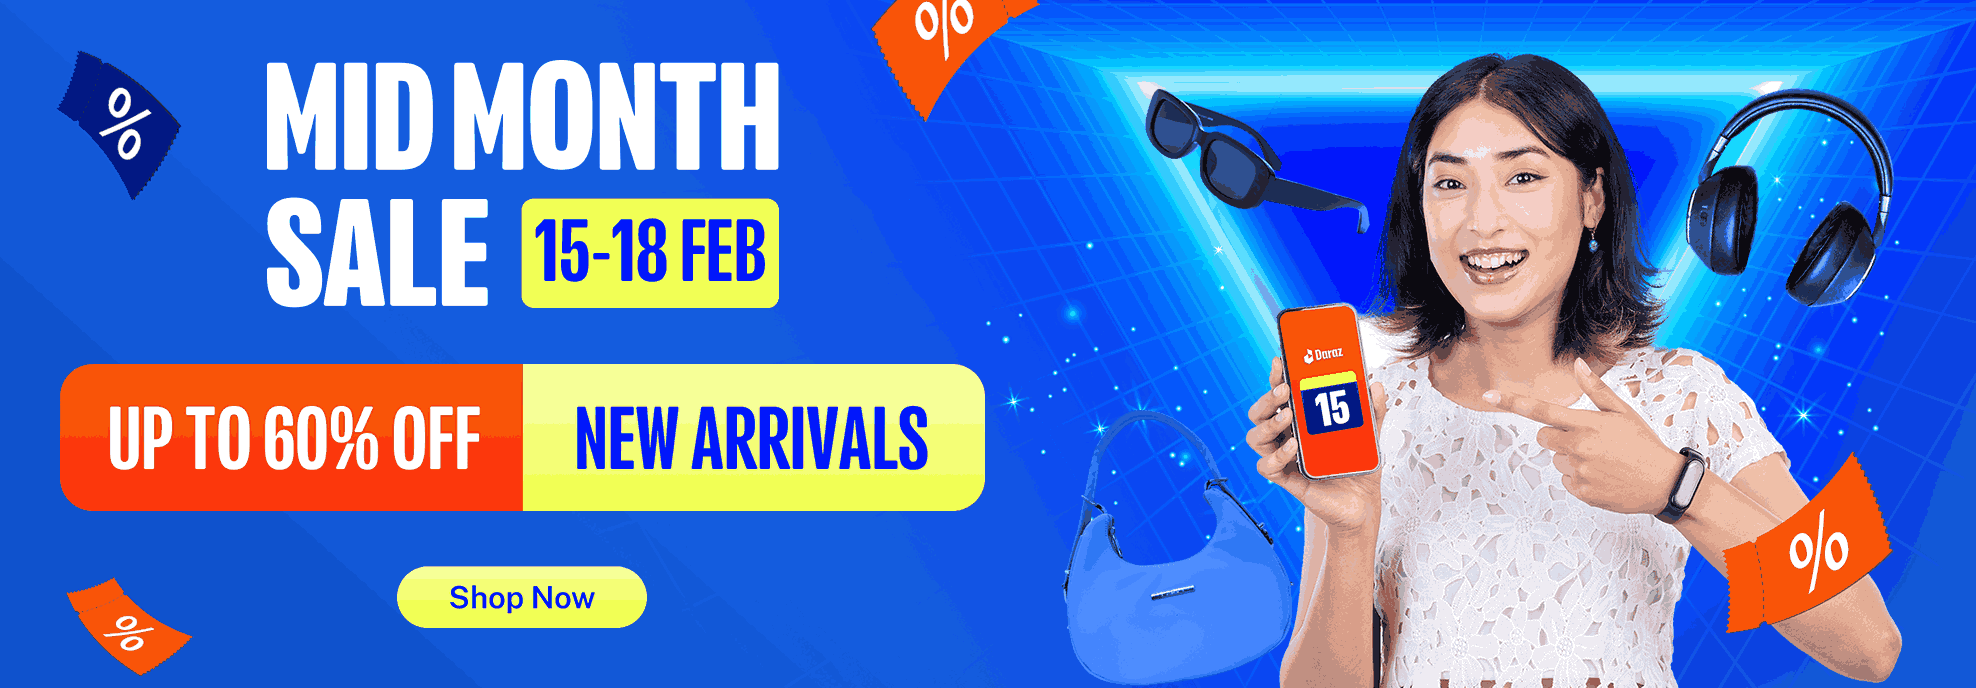 %
%
MID MONTH
SALE 15-18 FEB
UP TO 60% OFF NEW ARRIVALS
Shop Now
Daraz
15
%
%